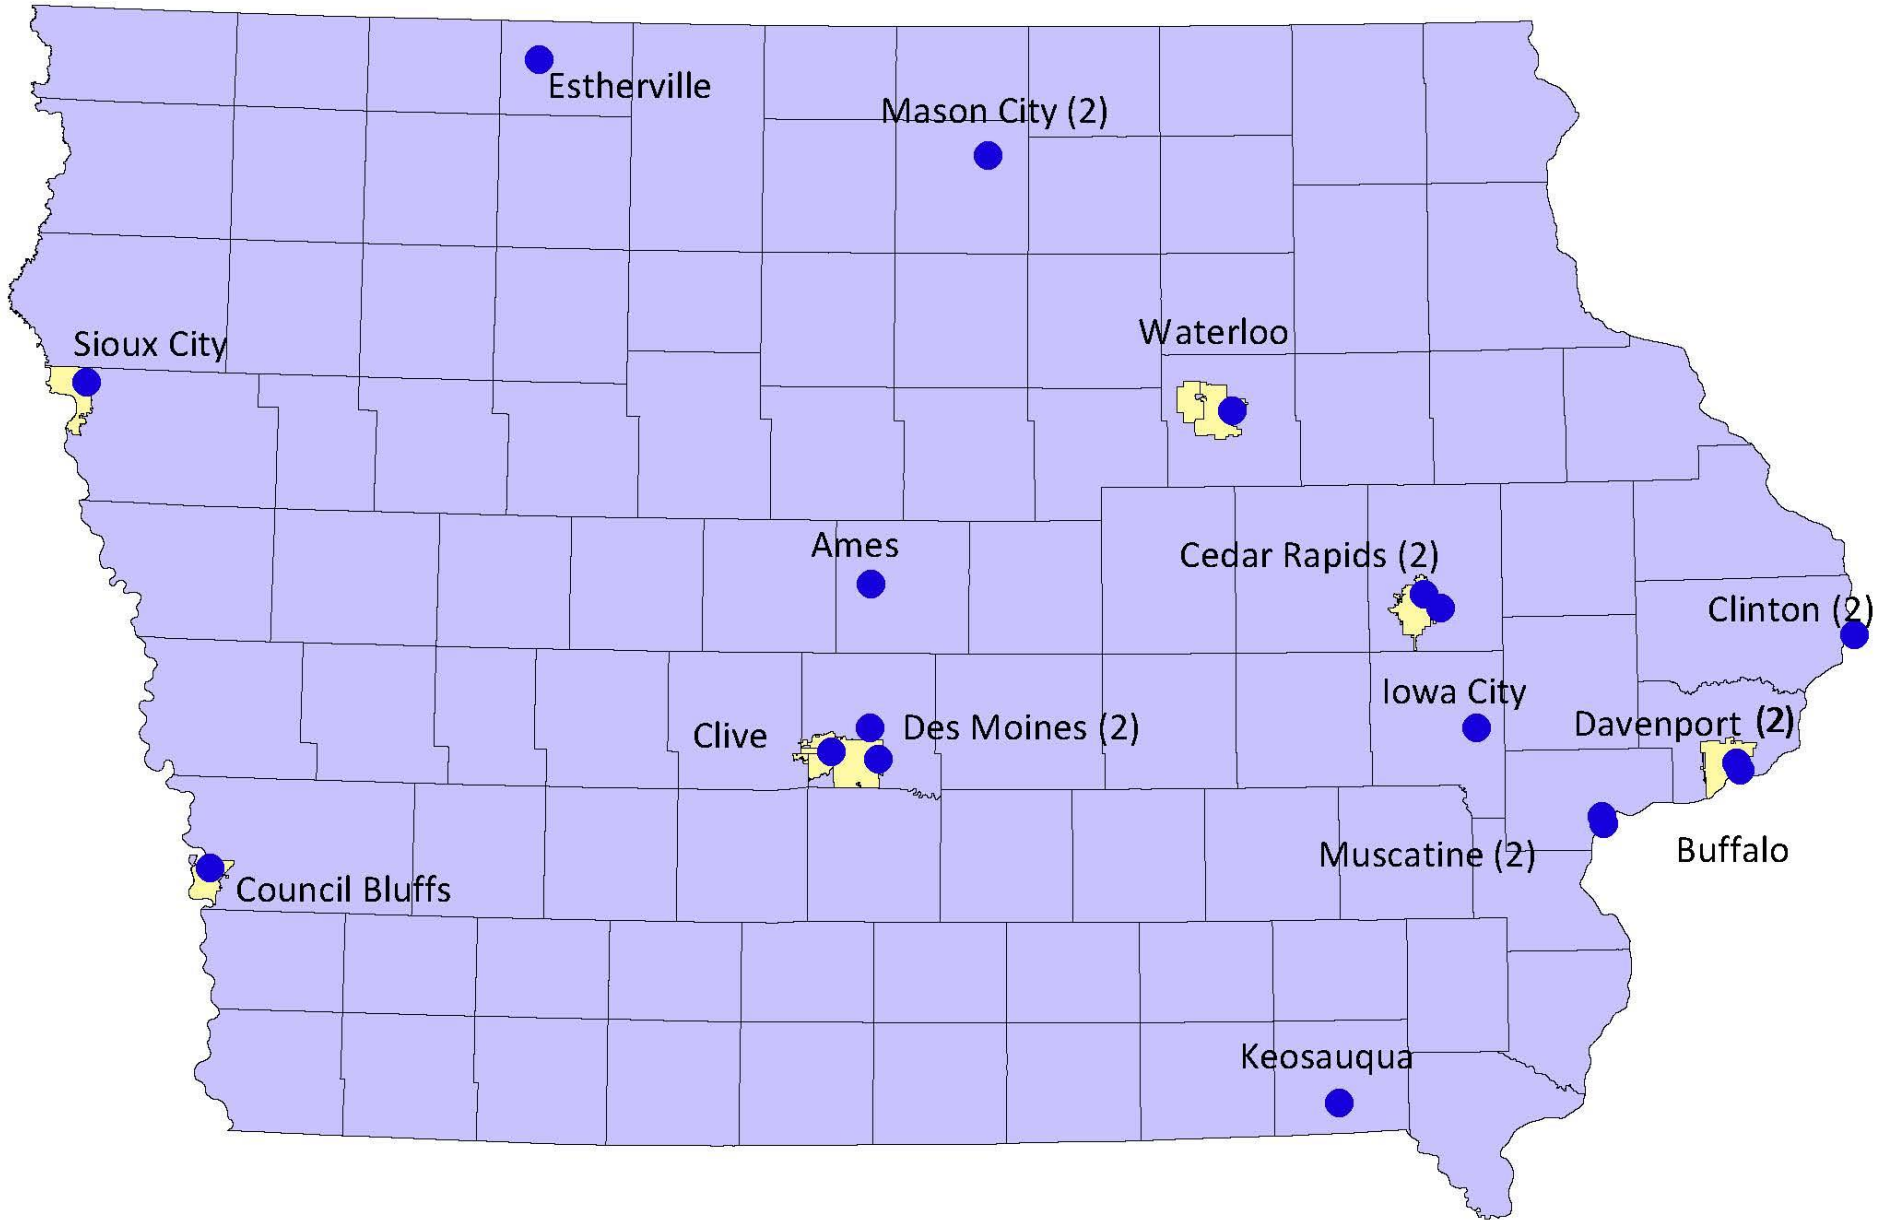 Estherville
Mason City (2)
Waterloo
Sioux City
Ames
Cedar Rapids (2)
Clinton (2)
Iowa City
Clive
Des Moines (2)
Davenport (2)
Muscatine (2)
Buffalo
Council Bluffs
Keosauqua